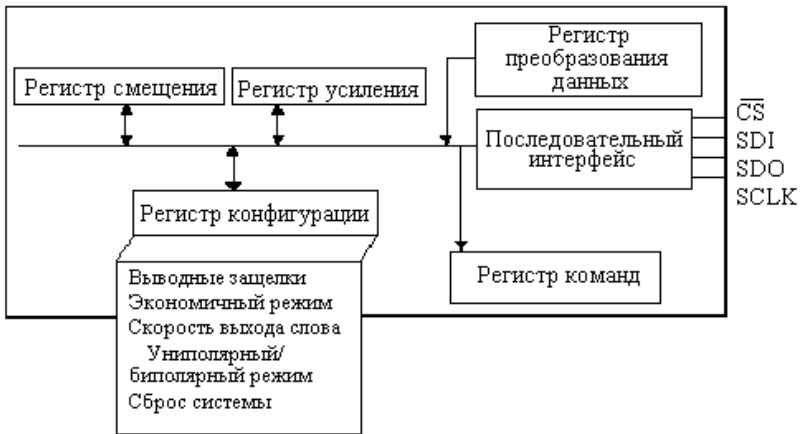 Регистр
преобразования
данных
Регистр смещения
Регистр усиления
Последовательный
интерфейс
C̅S̅
SDI
SDO
SCLK
Регистр конфигурации
Регистр команд
Выводные защелки
Экономичный режим
Скорость выхода слова
Униполярный/
биполярный режим
Сброс системы